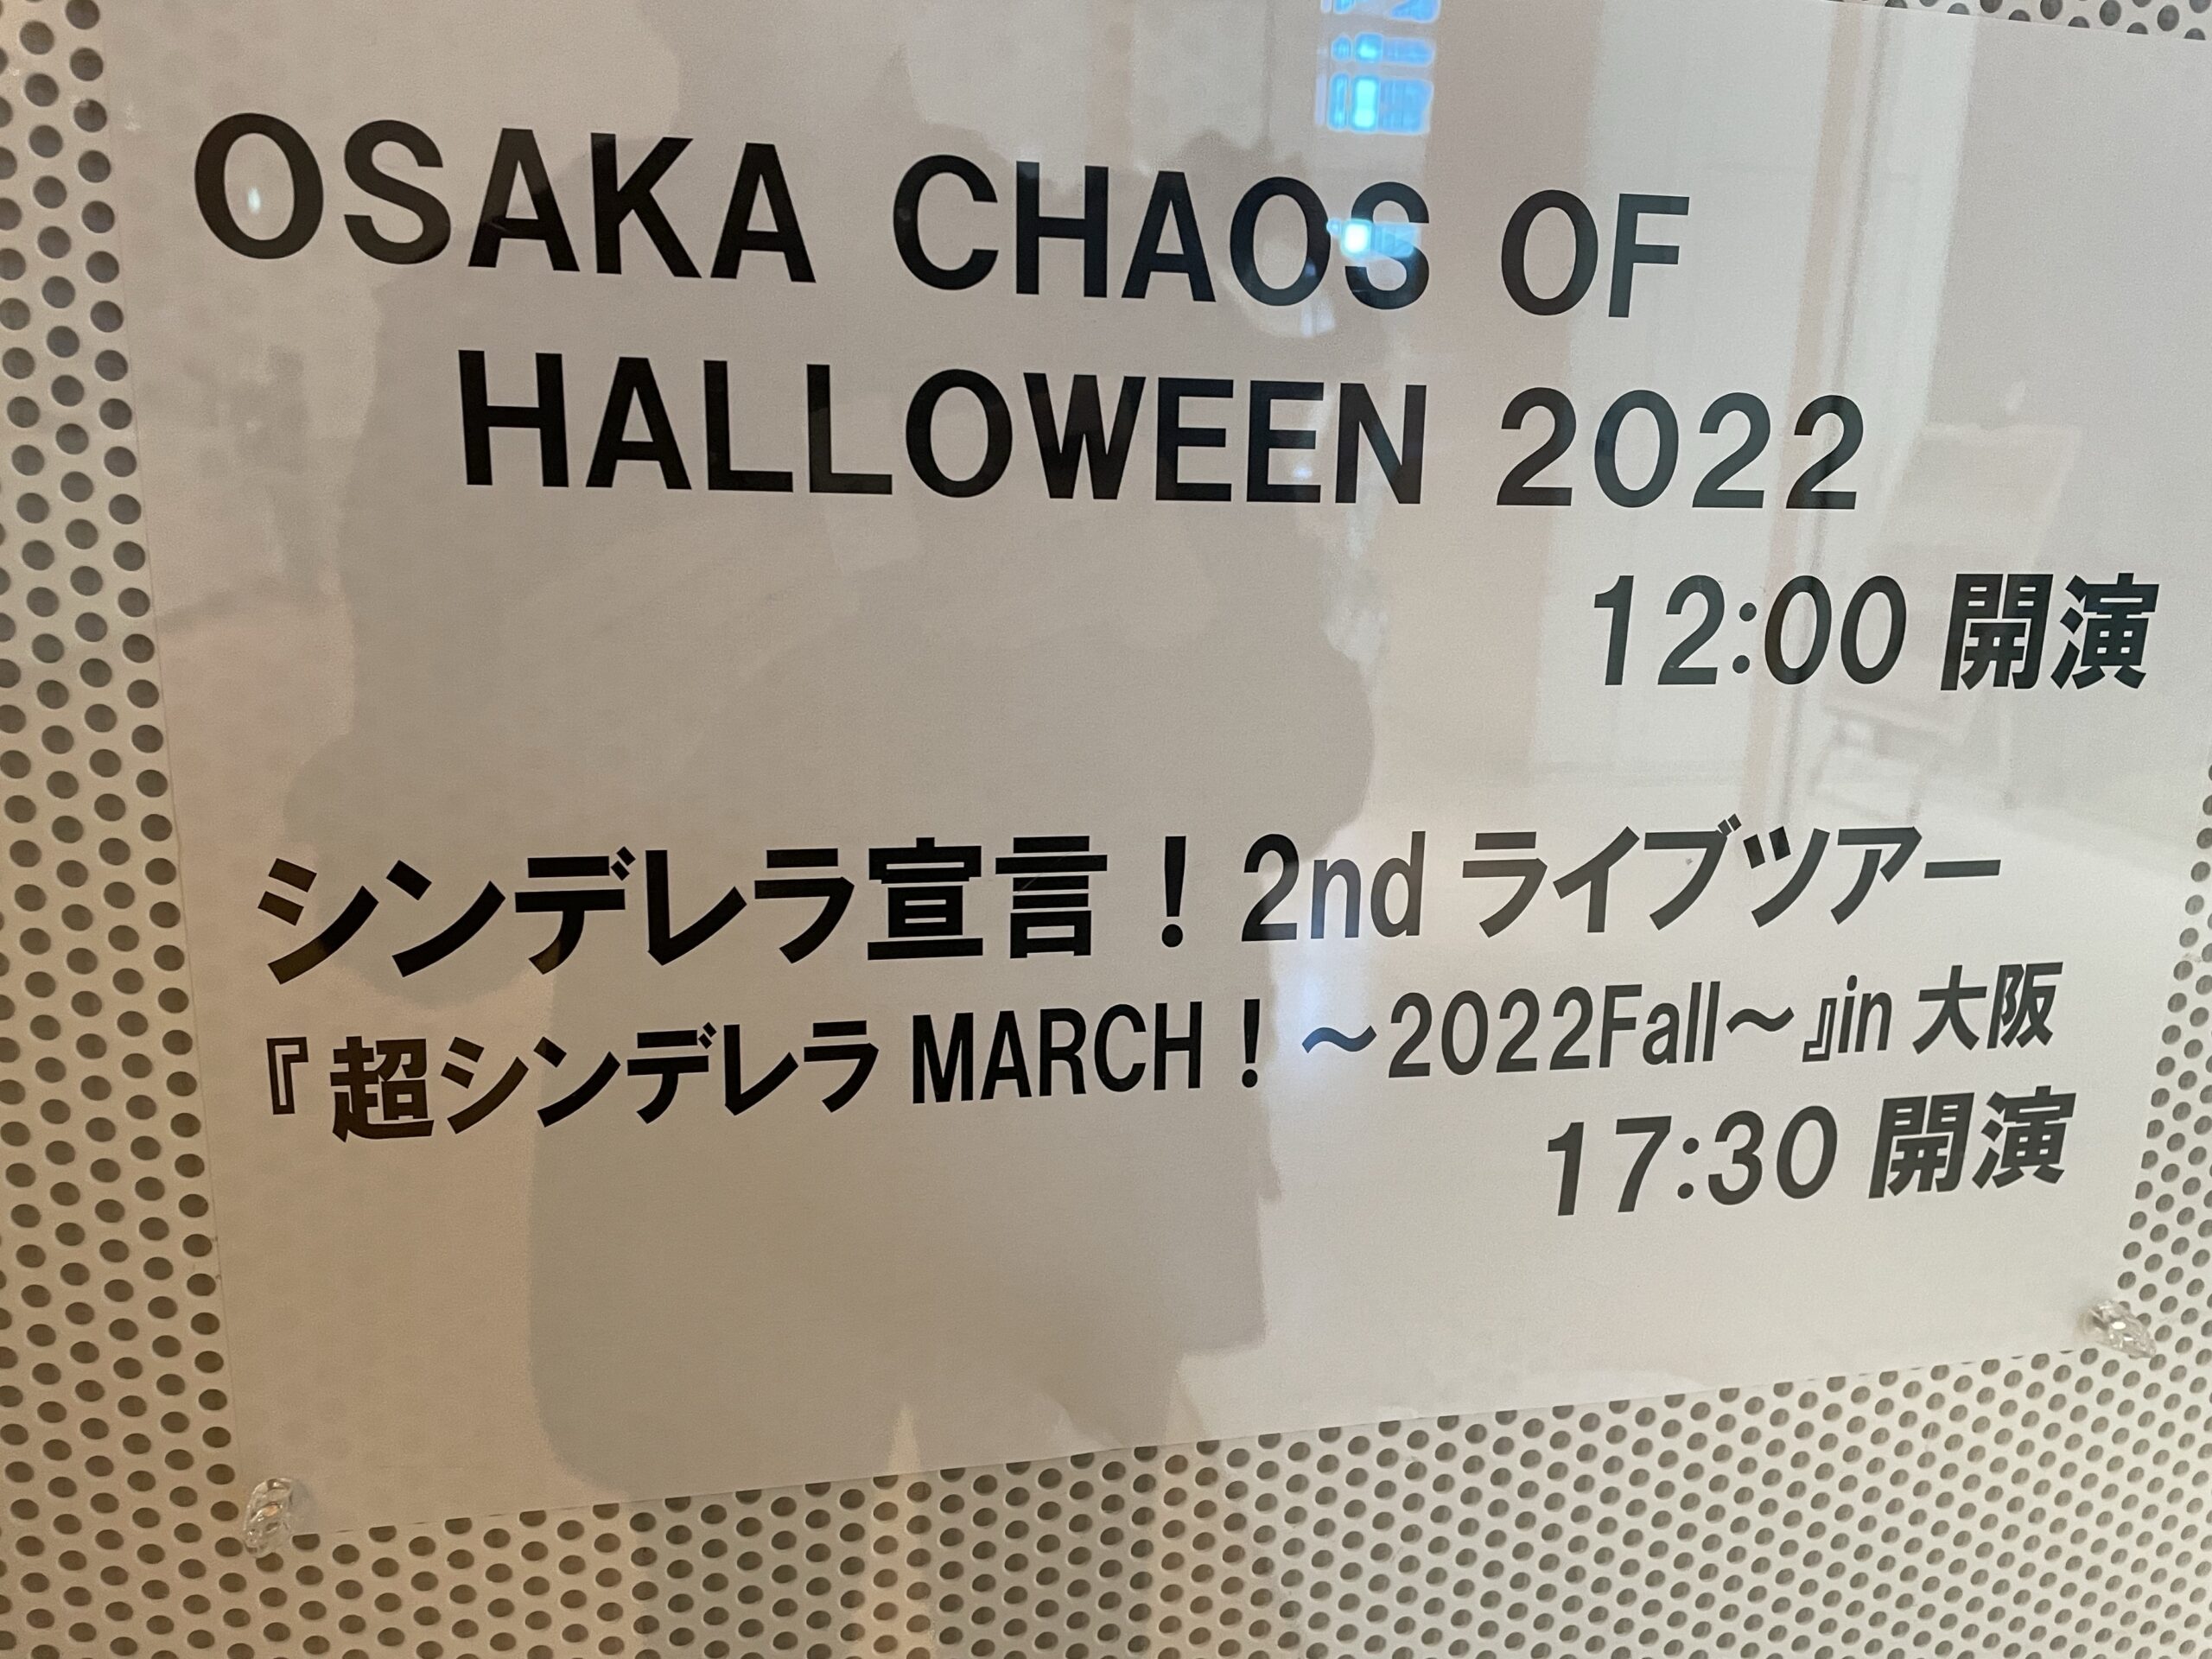 OSAKA CHAOS OF
HALLOWEEN 2022
12:00 開演
シンデレラ宣言！2nd ライブツアー
『超シンデレラ MARCH！～2022Fall～』in 大阪
17:30 開演